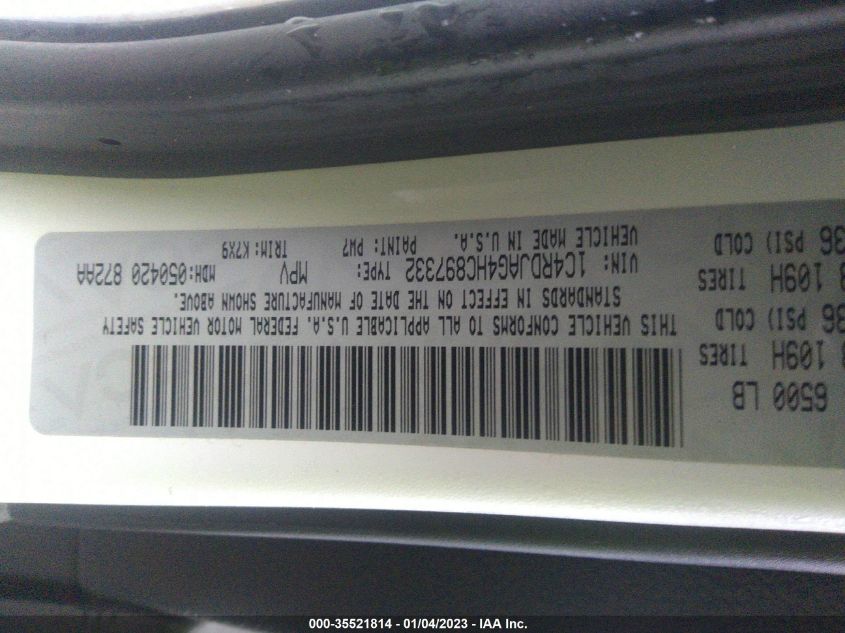 6500 LB
109H TIRES
36 PSI) COLD
109H TIRES
36 PSI) COLD
THIS VEHICLE CONFORMS TO ALL APPLICABLE U.S.A. FEDERAL MOTOR VEHICLE SAFETY
STANDARDS IN EFFECT ON THE DATE OF MANUFACTURE SHOWN ABOVE.
VIN: 1C4RDJAG4HC897332 TYPE: MPV MDH:050420 872AA
VEHICLE MADE IN U.S.A. PAINT: PW7 TRIM:K7X9
000-35521814 - 01/04/2023 - IAA Inc.